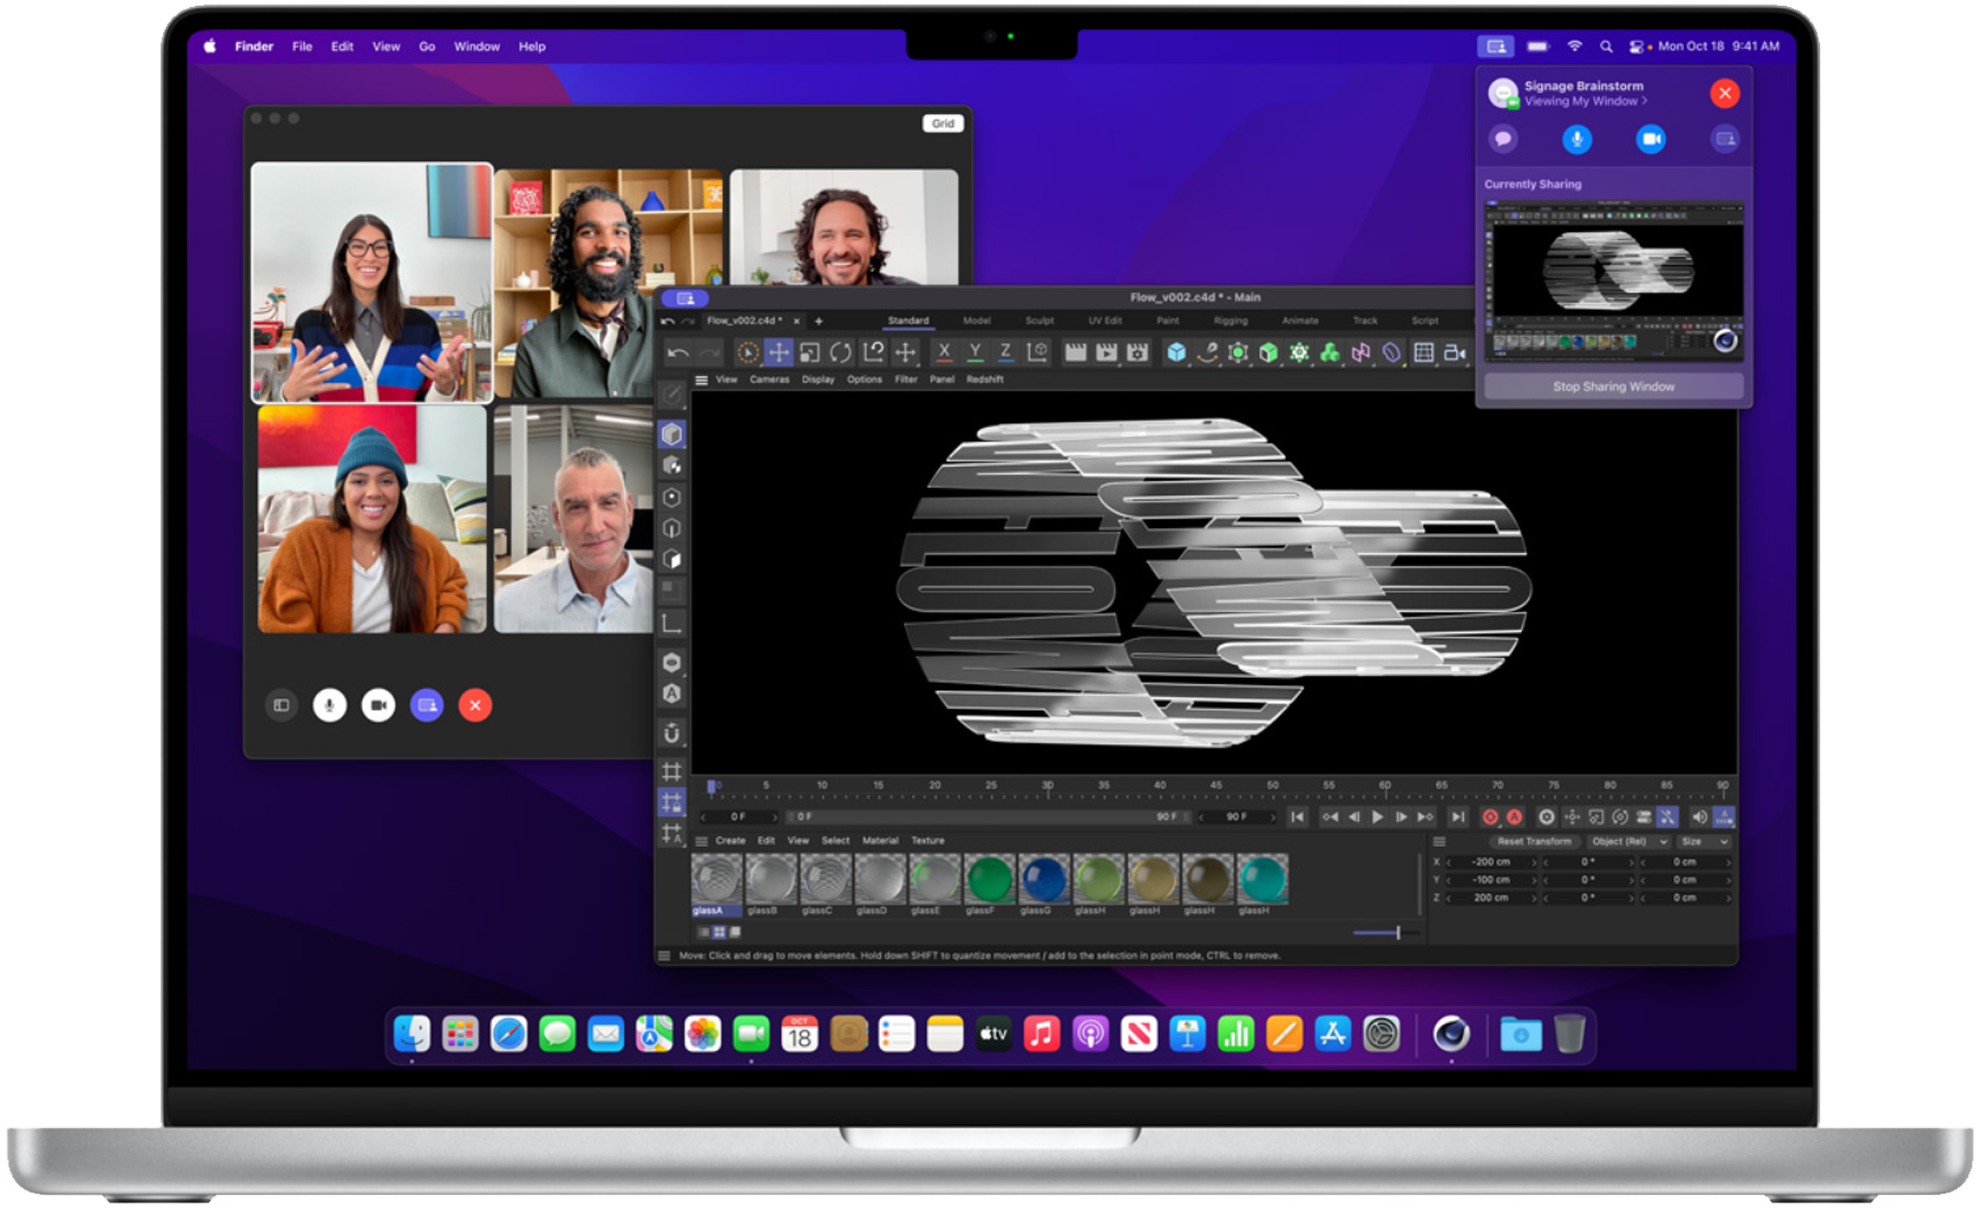 Finder File Edit View Go Window Help
Mon Oct 18 9:41 AM
Signage Brainstorm
Viewing My Window >
Currently Sharing
Stop Sharing Window
Grid
Flow_v002.c4d * - Main
Flow_v002.c4d * × +
Standard Model Sculpt UV Edit Paint Rigging Animate Track Script
X Y Z
View Cameras Display Options Filter Panel Redshift
0 5 10 15 20 25 30 35 40 45 50 55 60 65 70 75 80 85 90
0 F 0 F 90 F 90 F
Create Edit View Select Material Texture
Reset Transform Object (Rel) Size
X -200 cm 0 ° 0 cm
Y -100 cm 0 ° 0 cm
Z 200 cm 0 ° 0 cm
glassA glassB glassC glassD glassE glassF glassG glassH glassH glassH glassH
Move: Click and drag to move elements. Hold down SHIFT to quantize movement / add to the selection in point mode, CTRL to remove.
OCT
18
tv